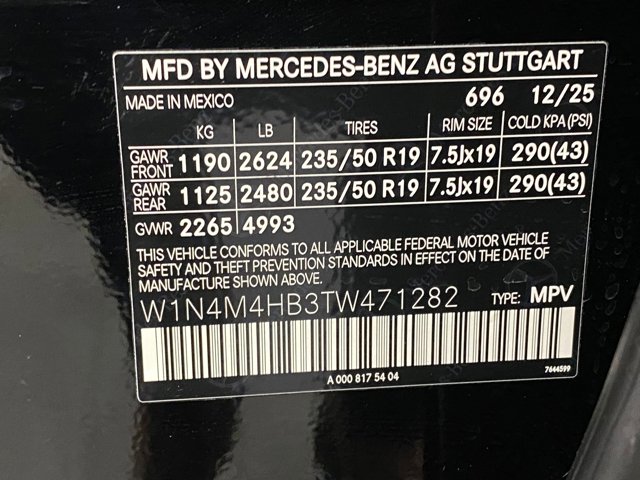 MFD BY MERCEDES-BENZ AG STUTTGART
MADE IN MEXICO 696 12/25
KG LB TIRES RIM SIZE COLD KPA (PSI)
GAWR FRONT 1190 2624 235/50 R19 7.5Jx19 290(43)
GAWR REAR 1125 2480 235/50 R19 7.5Jx19 290(43)
GVWR 2265 4993
THIS VEHICLE CONFORMS TO ALL APPLICABLE FEDERAL MOTOR VEHICLE
SAFETY AND THEFT PREVENTION STANDARDS IN EFFECT ON THE DATE OF
MANUFACTURE SHOWN ABOVE.
W1N4M4HB3TW471282 TYPE: MPV
A 000 817 54 04 7644599